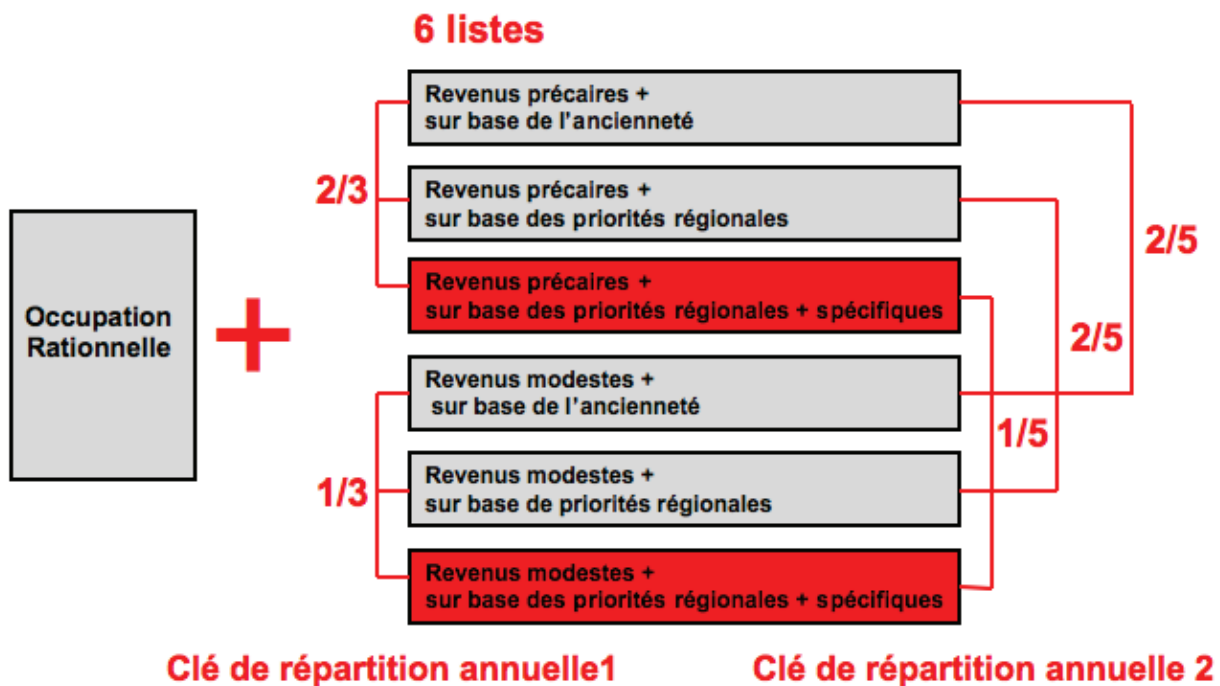 6 listes
Revenus précaires +
sur base de l'ancienneté
Revenus précaires +
sur base des priorités régionales
Revenus précaires +
sur base des priorités régionales + spécifiques
Revenus modestes +
sur base de l'ancienneté
Revenus modestes +
sur base de priorités régionales
Revenus modestes +
sur base des priorités régionales + spécifiques
Occupation
Rationnelle
+
2/3
1/3
2/5
2/5
1/5
Clé de répartition annuelle1
Clé de répartition annuelle 2